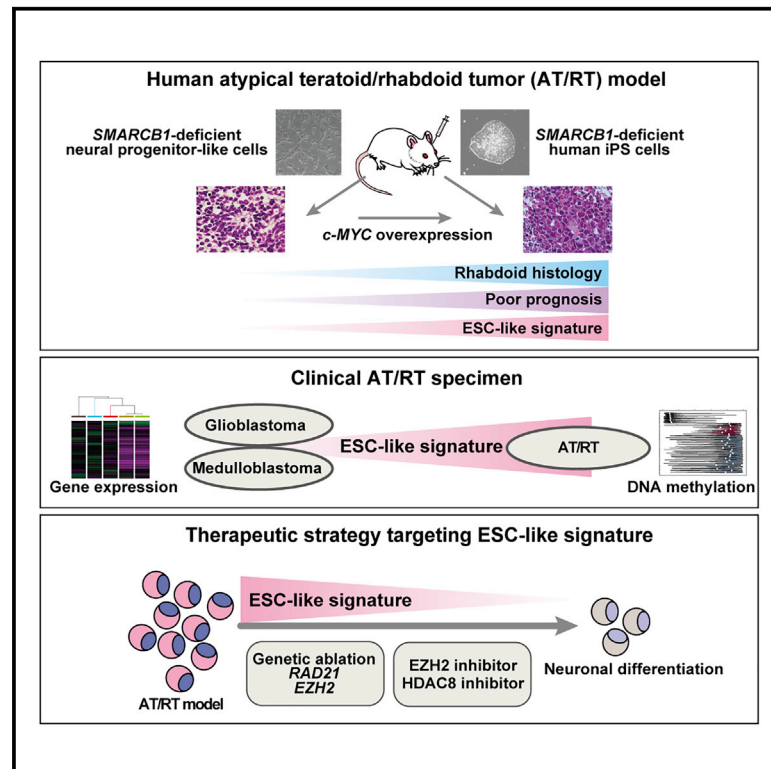 Human atypical teratoid/rhabdoid tumor (AT/RT) model
SMARCB1-deficient
neural progenitor-like cells
SMARCB1-deficient
human iPS cells
c-MYC overexpression
Rhabdoid histology
Poor prognosis
ESC-like signature
Clinical AT/RT specimen
Glioblastoma
Medulloblastoma
ESC-like signature
AT/RT
Gene expression
DNA methylation
Therapeutic strategy targeting ESC-like signature
ESC-like signature
Genetic ablation
RAD21
EZH2
EZH2 inhibitor
HDAC8 inhibitor
AT/RT model
Neuronal differentiation